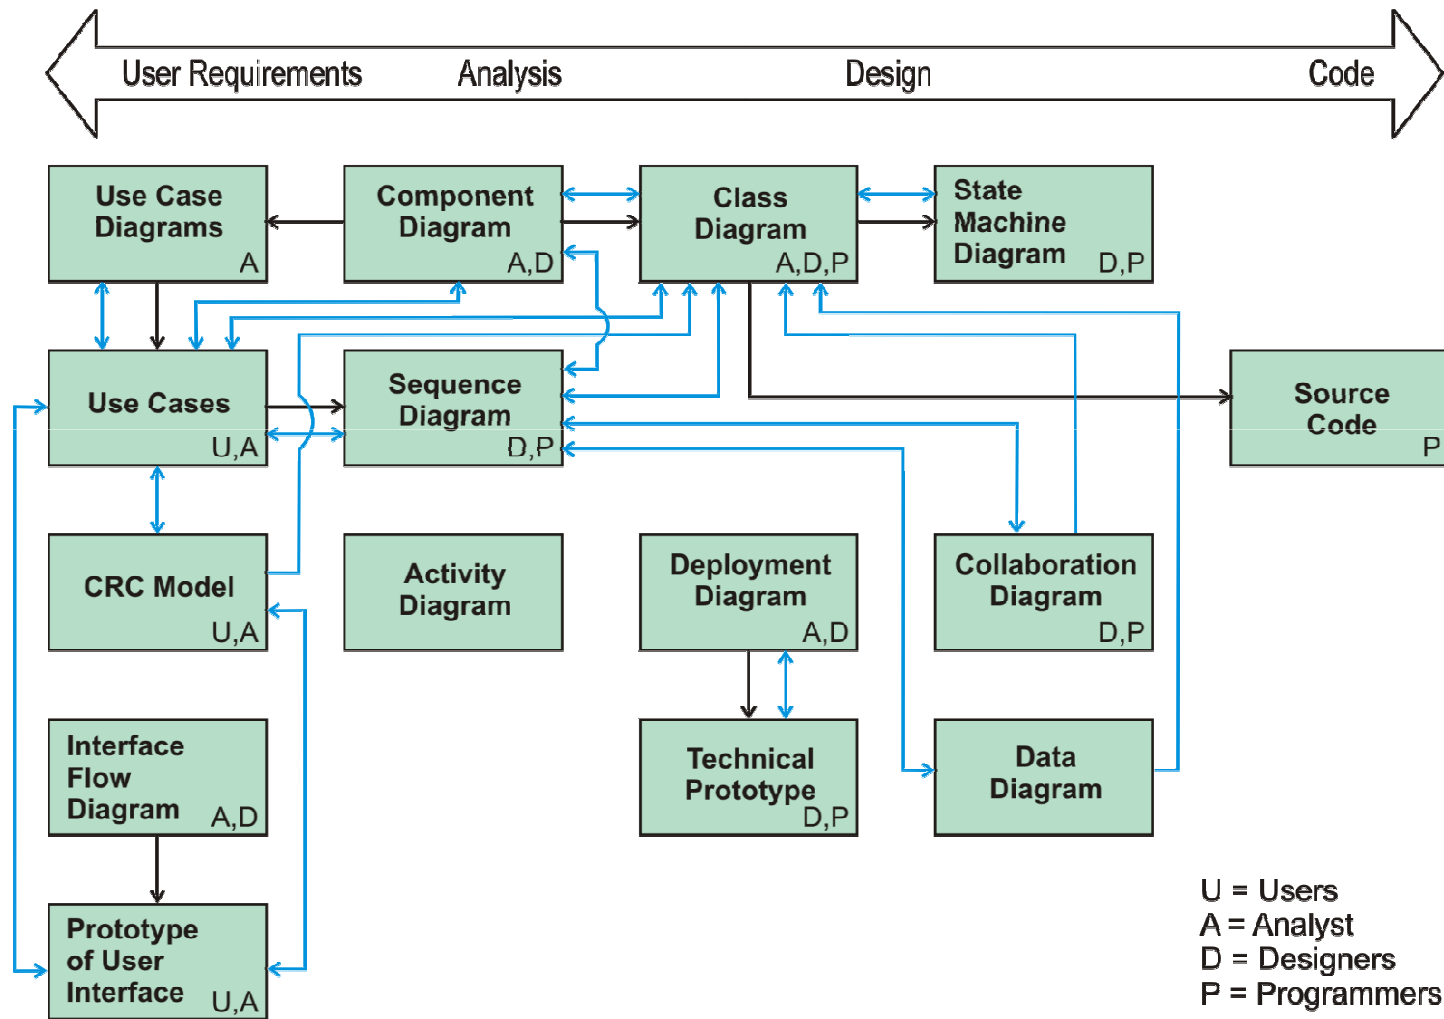 User Requirements
Analysis
Design
Code
Use Case
Diagrams
A
Component
Diagram
A,D
Class
Diagram
A,D,P
State
Machine
Diagram
D,P
Use Cases
U,A
Sequence
Diagram
D,P
Source
Code
P
CRC Model
U,A
Activity
Diagram
Deployment
Diagram
A,D
Collaboration
Diagram
D,P
Interface
Flow
Diagram
A,D
Technical
Prototype
D,P
Data
Diagram
Prototype
of User
Interface
U,A
U = Users
A = Analyst
D = Designers
P = Programmers